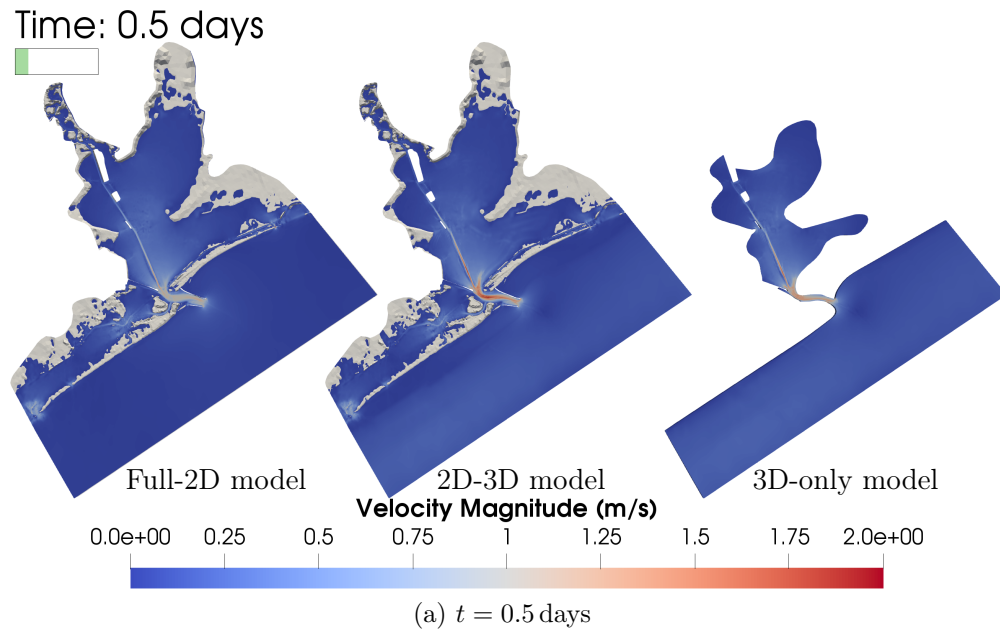 Time: 0.5 days
Full-2D model
2D-3D model
3D-only model
Velocity Magnitude (m/s)
0.0e+00 0.25 0.5 0.75 1 1.25 1.5 1.75 2.0e+00
(a) t = 0.5 days